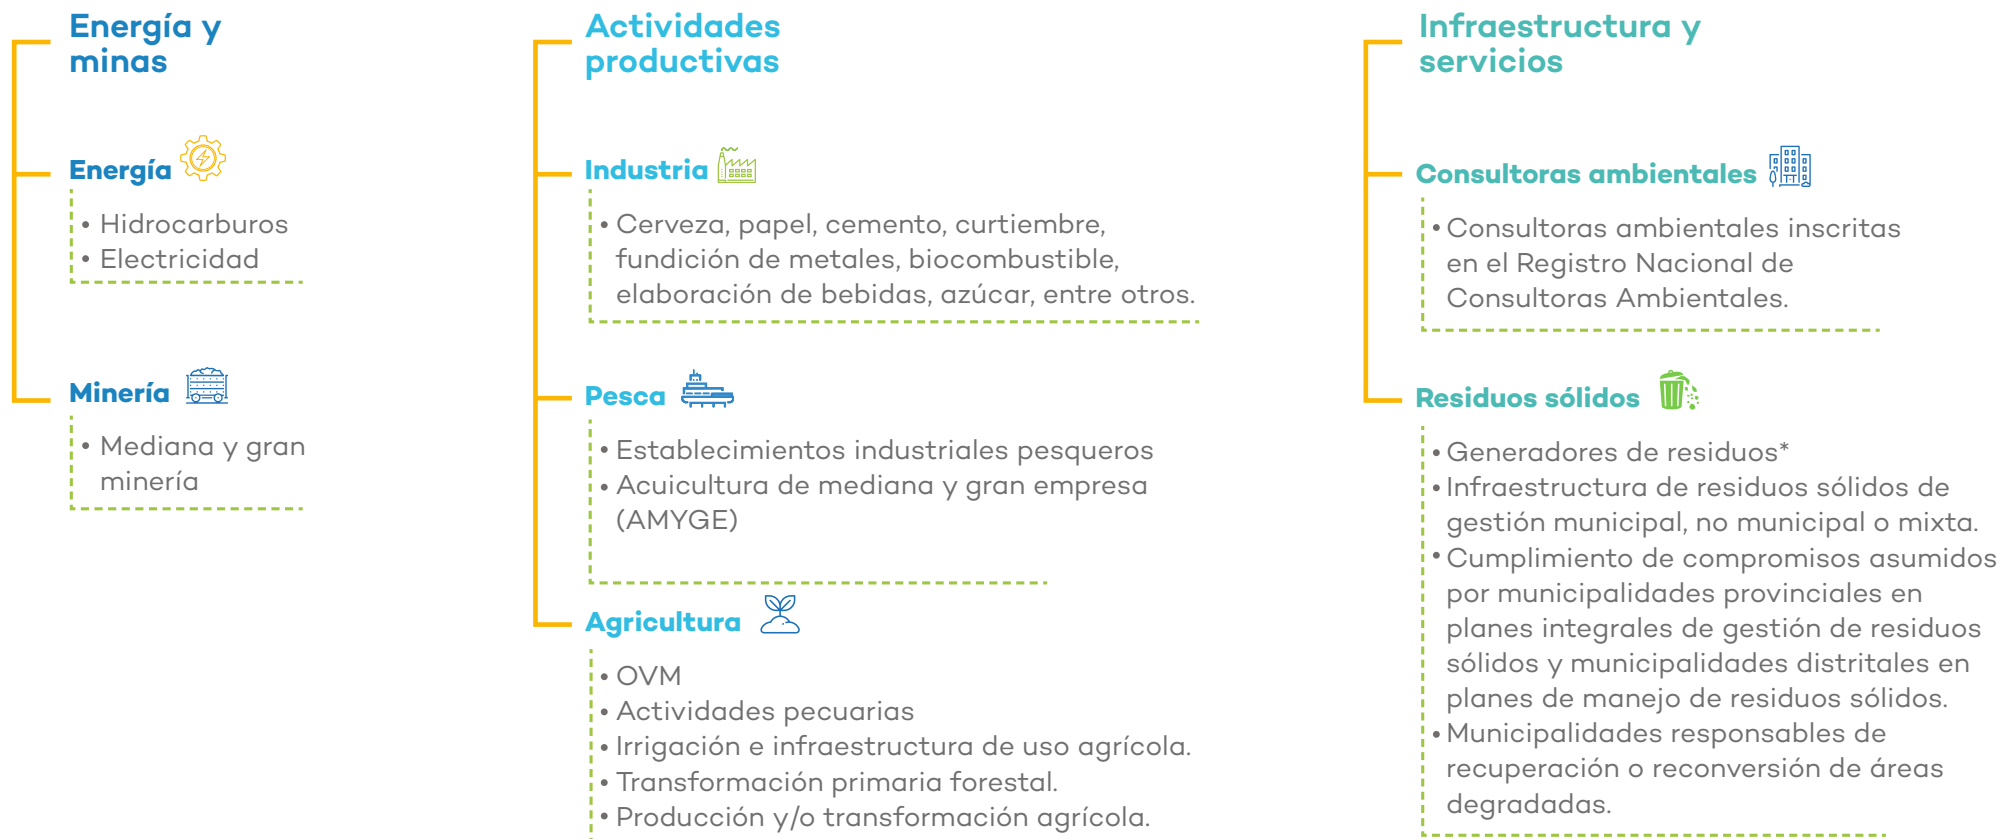 Energía y
minas
Energía
• Hidrocarburos
• Electricidad
Minería
• Mediana y gran
minería
Actividades
productivas
Industria
• Cerveza, papel, cemento, curtiembre,
fundición de metales, biocombustible,
elaboración de bebidas, azúcar, entre otros.
Pesca
• Establecimientos industriales pesqueros
• Acuicultura de mediana y gran empresa
(AMYGE)
Agricultura
• OVM
• Actividades pecuarias
• Irrigación e infraestructura de uso agrícola.
• Transformación primaria forestal.
• Producción y/o transformación agrícola.
Infraestructura y
servicios
Consultoras ambientales
• Consultoras ambientales inscritas
en el Registro Nacional de
Consultoras Ambientales.
Residuos sólidos
• Generadores de residuos*
• Infraestructura de residuos sólidos de
gestión municipal, no municipal o mixta.
• Cumplimiento de compromisos asumidos
por municipalidades provinciales en
planes integrales de gestión de residuos
sólidos y municipalidades distritales en
planes de manejo de residuos sólidos.
• Municipalidades responsables de
recuperación o reconversión de áreas
degradadas.